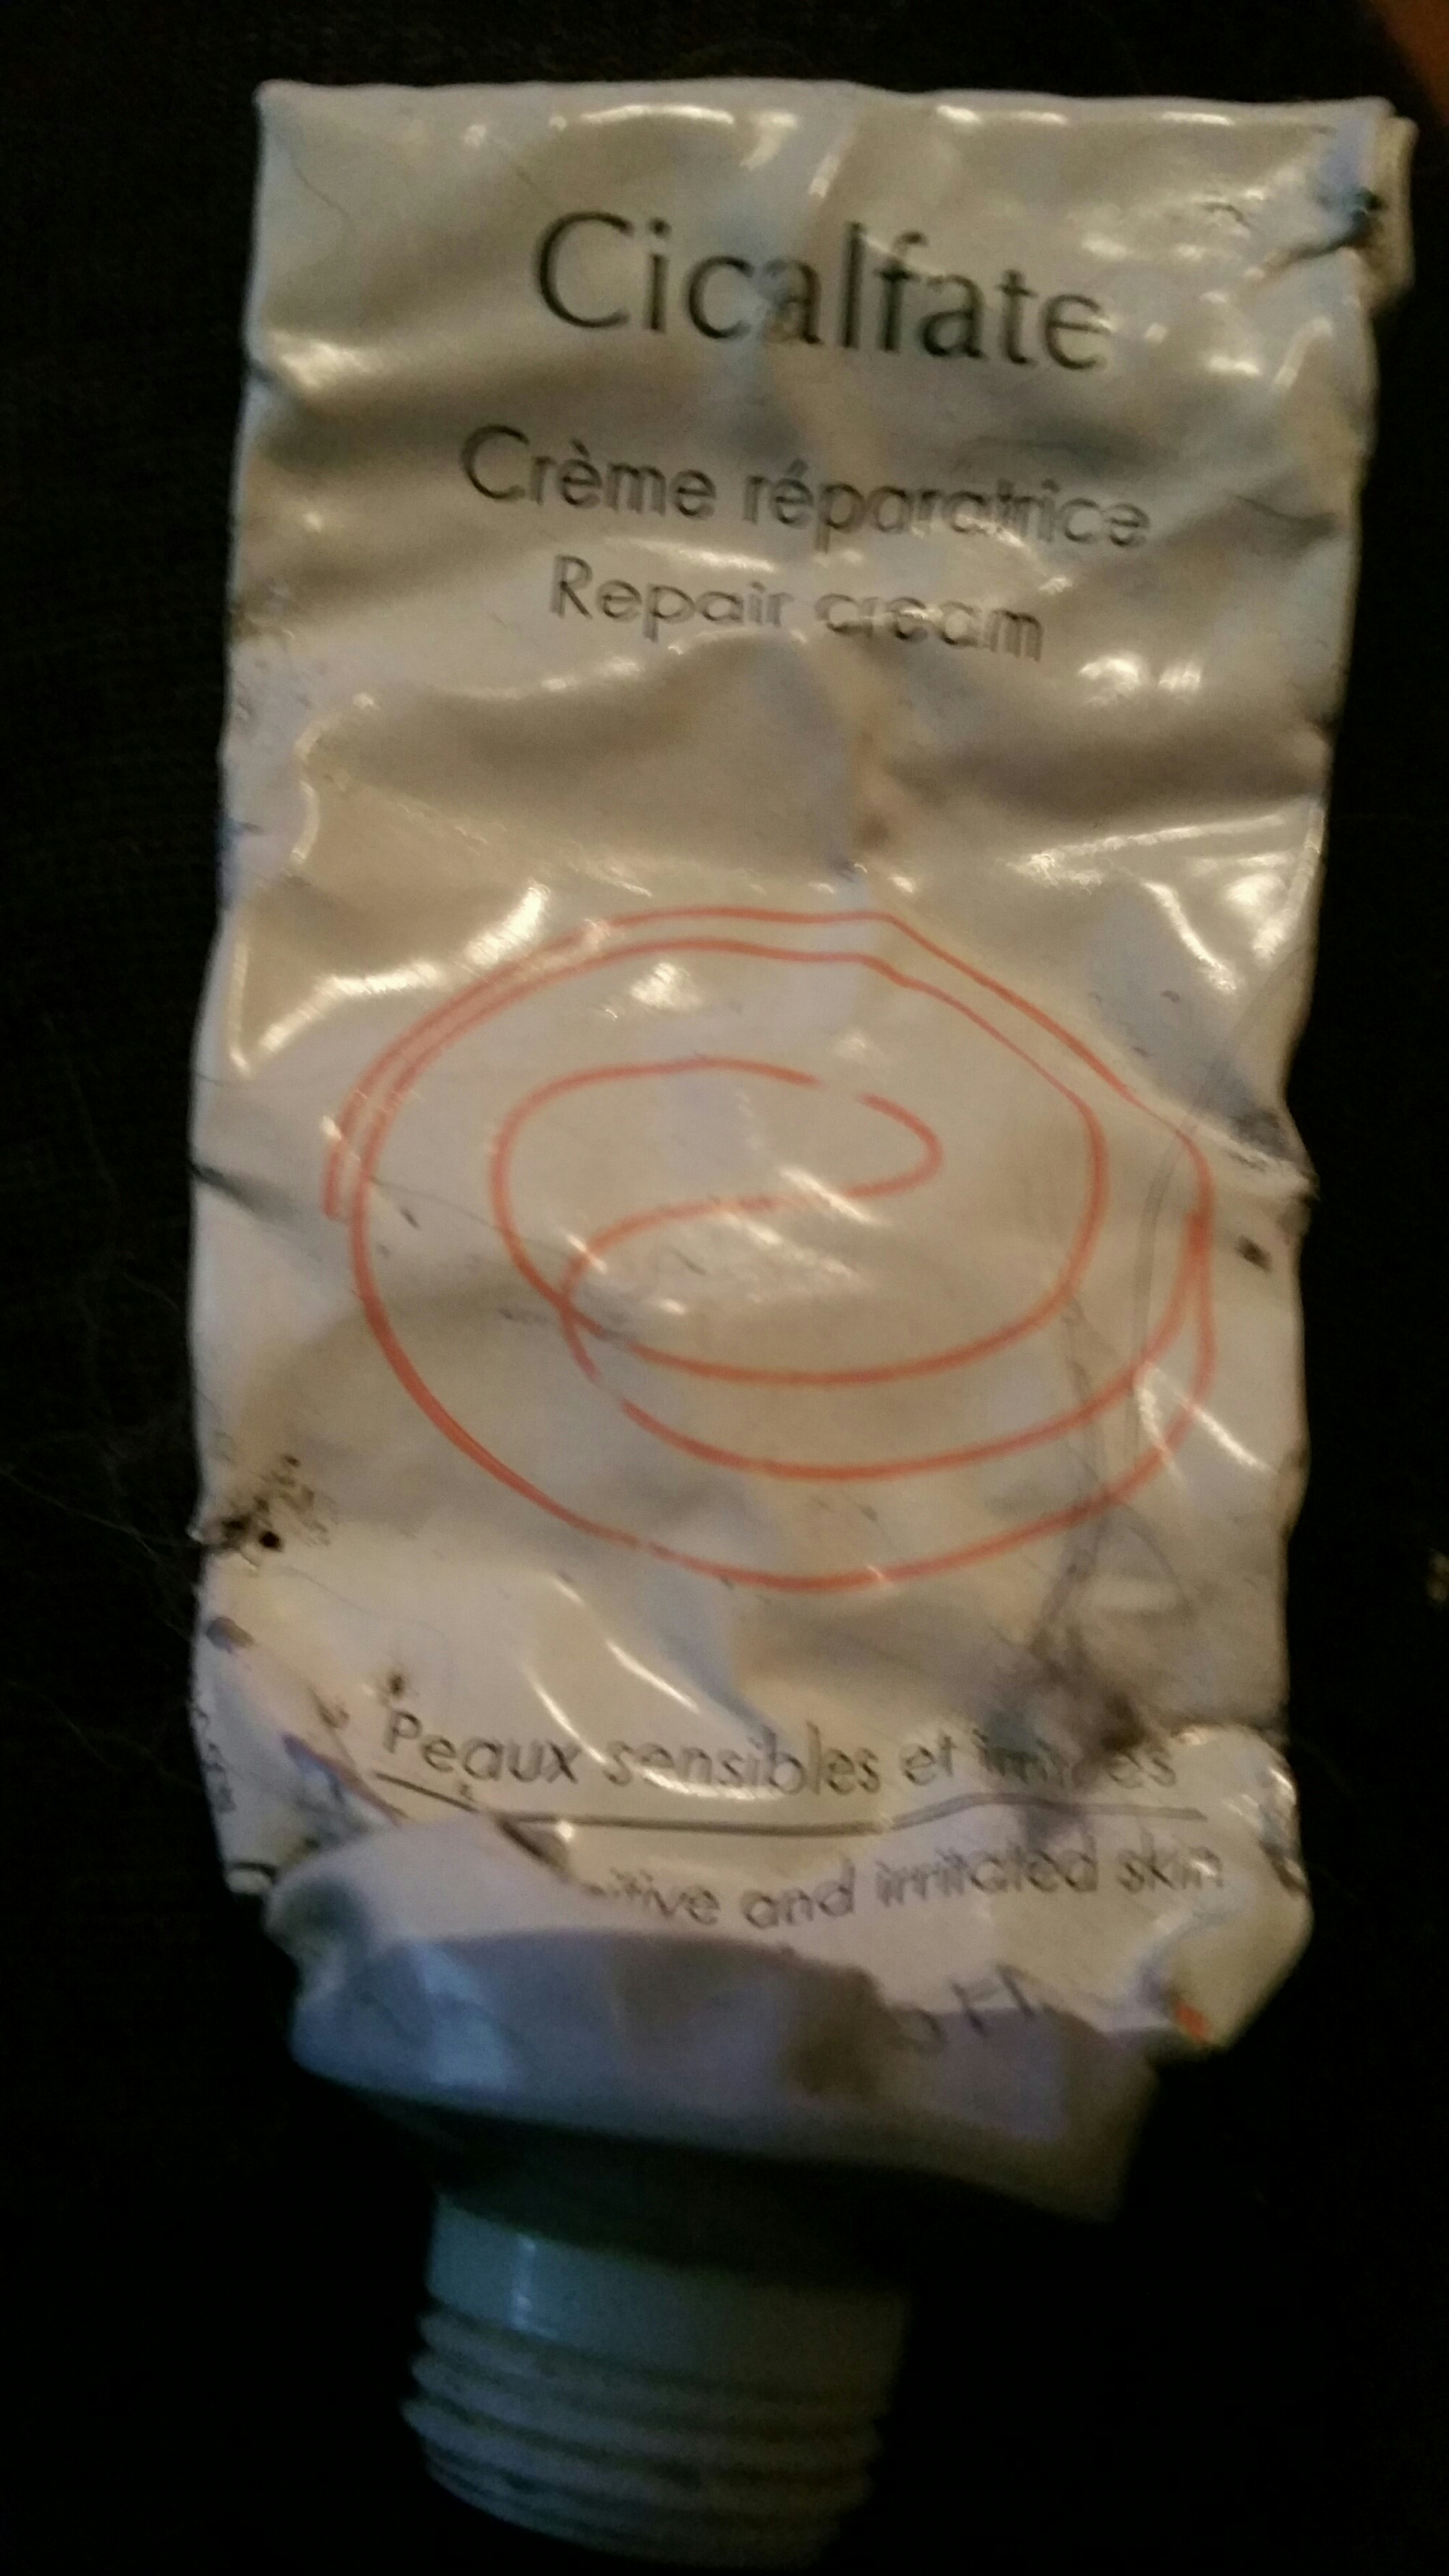 Cicalfate
Crème réparatrice
Repair cream
Peaux sensibles et
and irritated skin